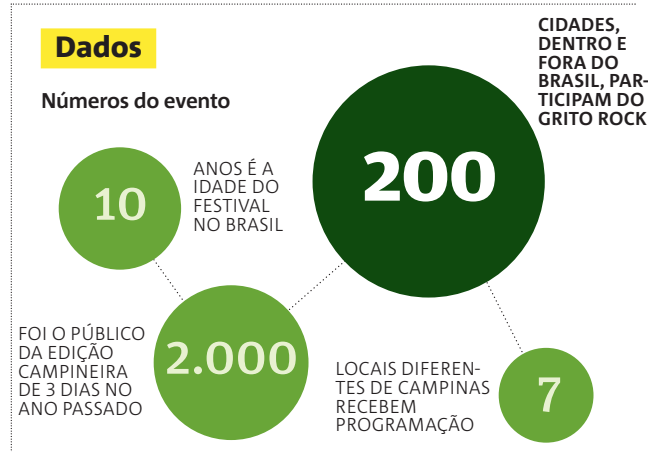 Dados
Números do evento
10
ANOS É A
IDADE DO
FESTIVAL
NO BRASIL
200
CIDADES,
DENTRO E
FORA DO
BRASIL, PAR-
TICIPAM DO
GRITO ROCK
FOI O PÚBLICO
DA EDIÇÃO
CAMPINEIRA
DE 3 DIAS NO
ANO PASSADO
2.000
LOCAIS DIFEREN-
TES DE CAMPINAS
RECEBEM
PROGRAMAÇÃO
7